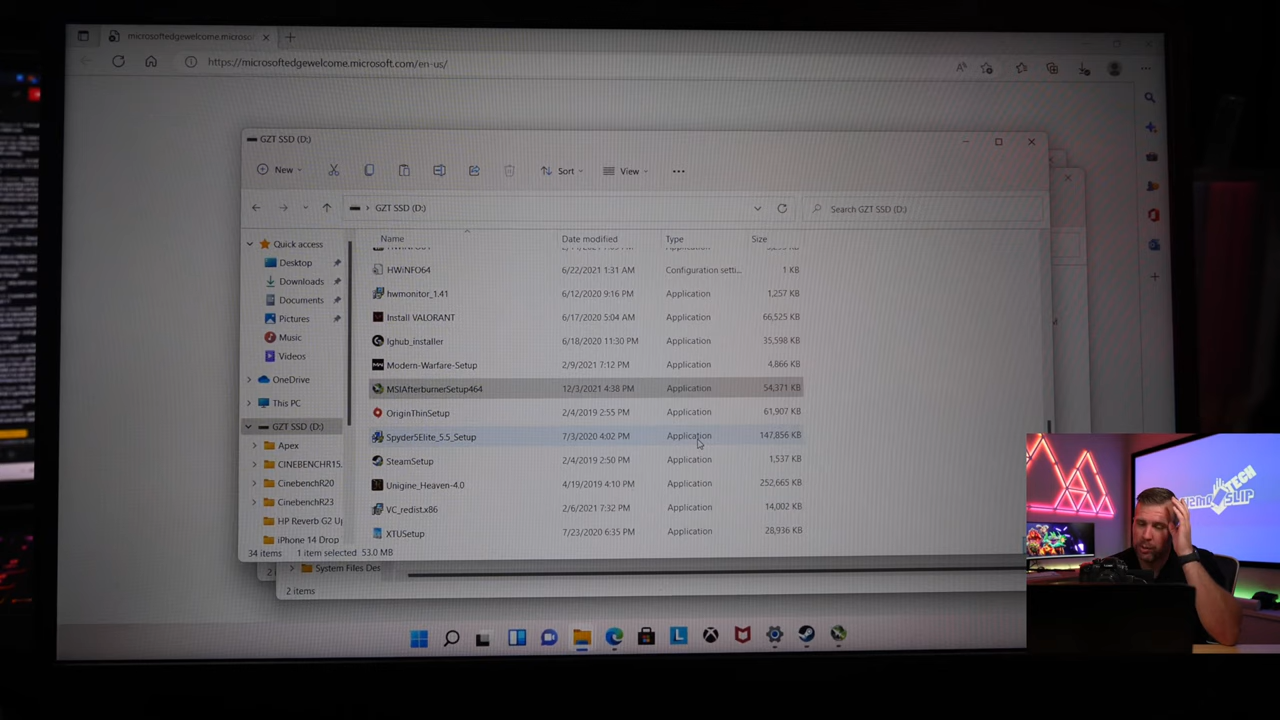 microsoftedgewelcome.microsof
https://microsoftedgewelcome.microsoft.com/en-us/
GZT SSD (D:)
New
Sort
View
GZT SSD (D:)
Search GZT SSD (D:)
Name Date modified Type Size
Quick access
Desktop
Downloads
Documents
Pictures
Music
Videos
OneDrive
This PC
GZT SSD (D:)
Apex
CINEBENCHR15.
CinebenchR20
CinebenchR23
HP Reverb G2 Up
iPhone 14 Drop
HWiNFO64 6/22/2021 1:31 AM Configuration setti... 1 KB
hwmonitor_1.41 6/12/2020 9:16 PM Application 1,257 KB
Install VALORANT 6/17/2020 5:04 AM Application 66,525 KB
lghub_installer 6/18/2020 11:30 PM Application 35,598 KB
Modern-Warfare-Setup 2/9/2021 7:12 PM Application 4,866 KB
MSIAfterburnerSetup464 12/3/2021 4:38 PM Application 54,371 KB
OriginThinSetup 2/4/2019 2:55 PM Application 61,907 KB
Spyder5Elite_5.5_Setup 7/3/2020 4:02 PM Application 147,856 KB
SteamSetup 2/4/2019 2:50 PM Application 1,537 KB
Unigine_Heaven-4.0 4/19/2019 4:10 PM Application 252,665 KB
VC_redist.x86 2/6/2021 7:32 PM Application 14,002 KB
XTUSetup 7/23/2020 6:35 PM Application 28,936 KB
34 items 1 item selected 53.0 MB
System Files Des
2 items
TECH
SLIP